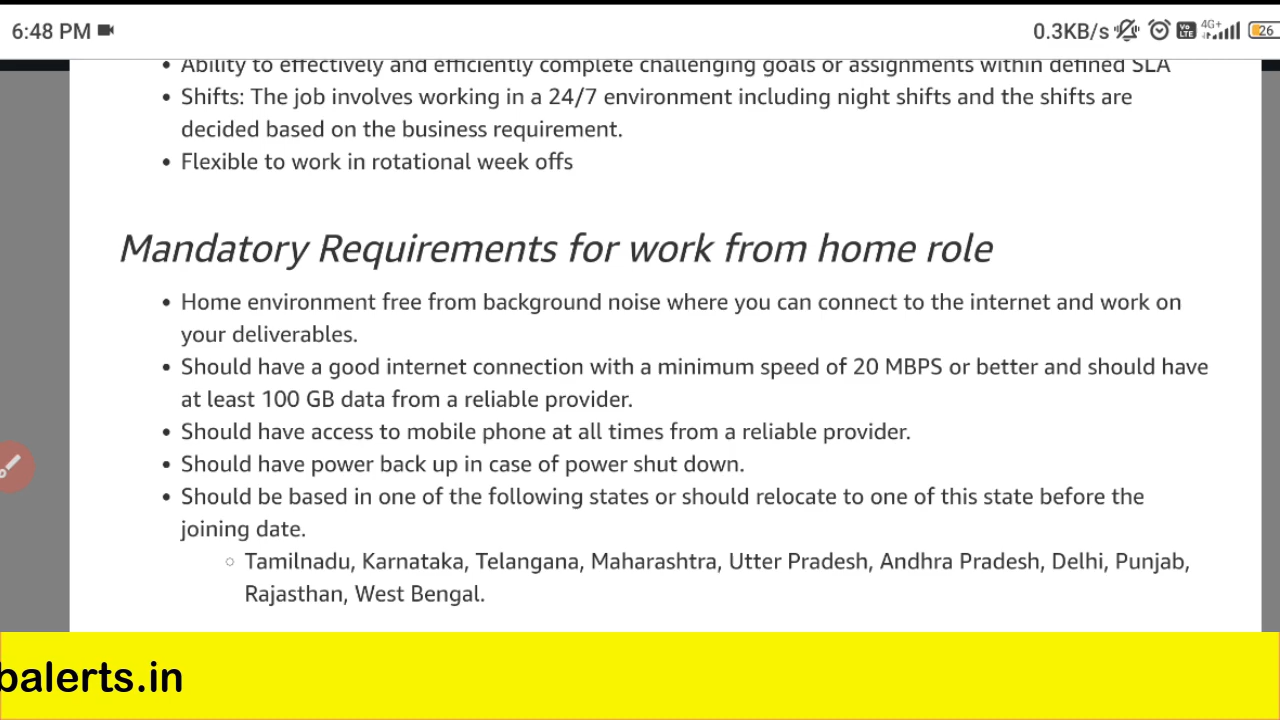 6:48 PM
0.3KB/s
4G+
26
• Ability to effectively and efficiently complete challenging goals or assignments within defined SLA
• Shifts: The job involves working in a 24/7 environment including night shifts and the shifts are
decided based on the business requirement.
• Flexible to work in rotational week offs
Mandatory Requirements for work from home role
• Home environment free from background noise where you can connect to the internet and work on
your deliverables.
• Should have a good internet connection with a minimum speed of 20 MBPS or better and should have
at least 100 GB data from a reliable provider.
• Should have access to mobile phone at all times from a reliable provider.
• Should have power back up in case of power shut down.
• Should be based in one of the following states or should relocate to one of this state before the
joining date.
○ Tamilnadu, Karnataka, Telangana, Maharashtra, Utter Pradesh, Andhra Pradesh, Delhi, Punjab,
Rajasthan, West Bengal.
balerts.in